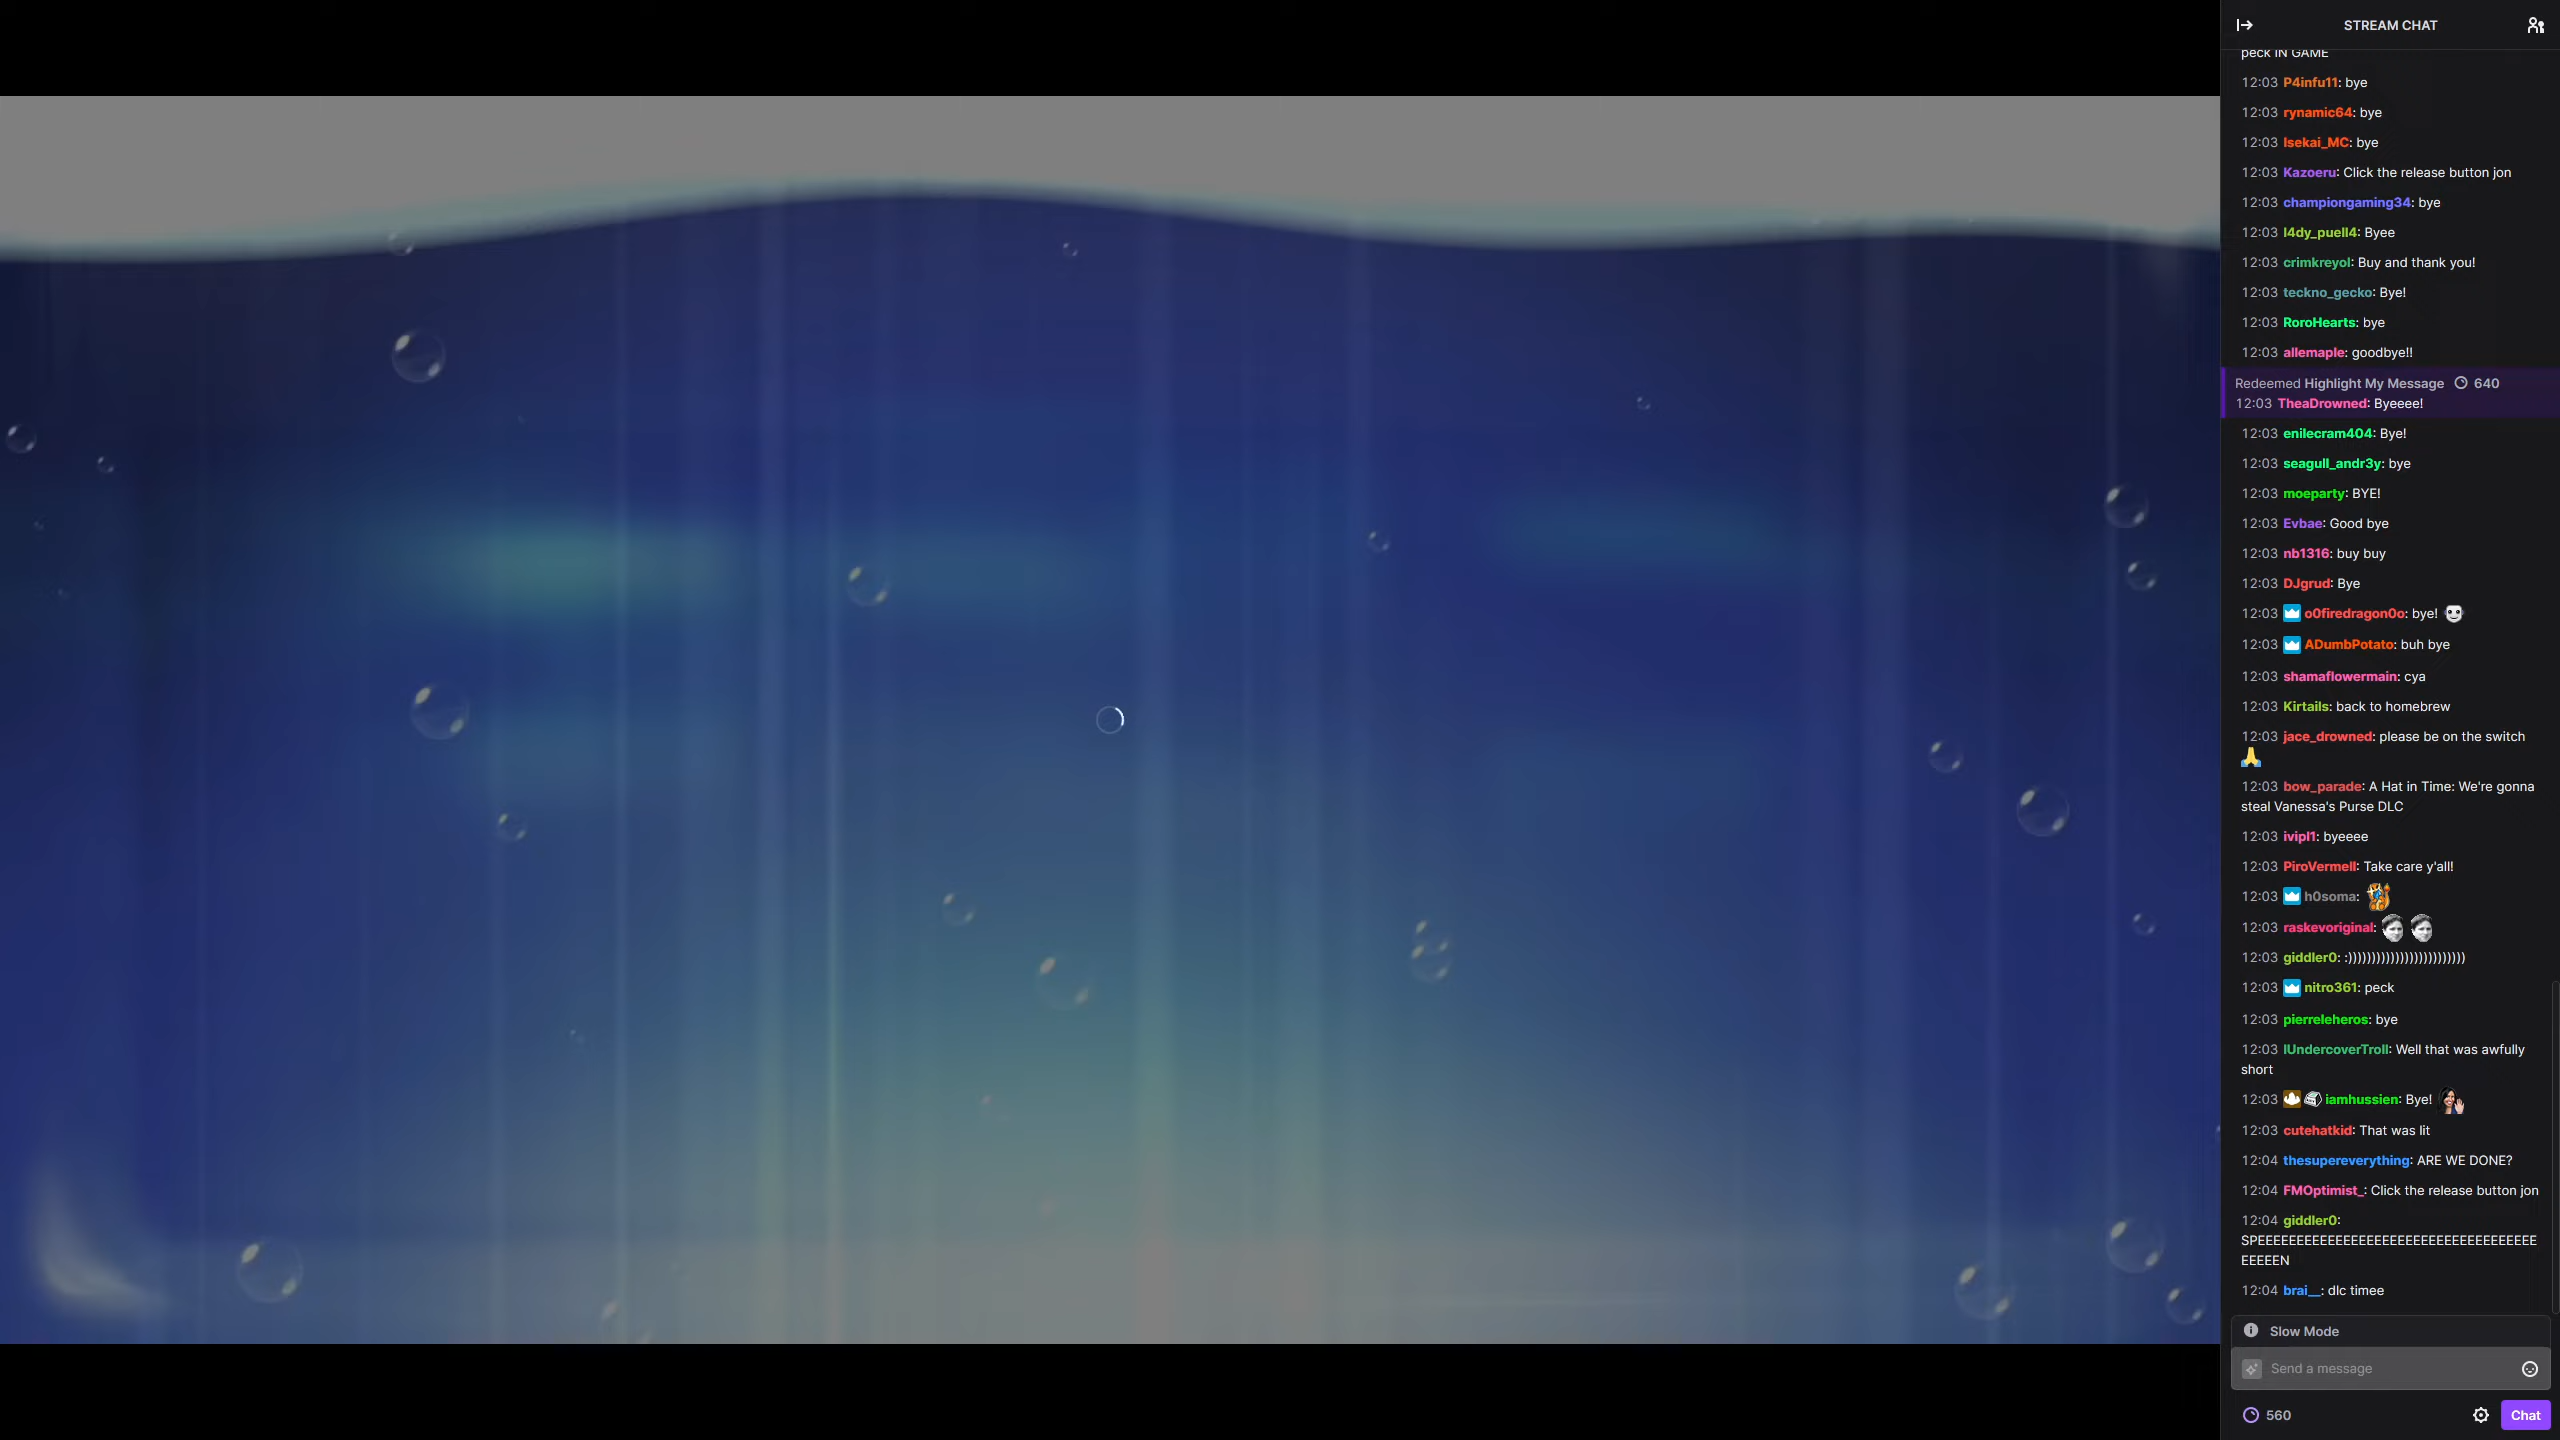 STREAM CHAT
peck IN GAME
12:03 P4infu11: bye
12:03 rynamic64: bye
12:03 Isekai_MC: bye
12:03 Kazoeru: Click the release button jon
12:03 championgaming34: bye
12:03 l4dy_puell4: Byee
12:03 crimkreyol: Buy and thank you!
12:03 teckno_gecko: Bye!
12:03 RoroHearts: bye
12:03 allemaple: goodbye!!
Redeemed Highlight My Message 640
12:03 TheaDrowned: Byeeee!
12:03 enilecram404: Bye!
12:03 seagull_andr3y: bye
12:03 moeparty: BYE!
12:03 Evbae: Good bye
12:03 nb1316: buy buy
12:03 DJgrud: Bye
12:03 o0firedragon0o: bye!
12:03 ADumbPotato: buh bye
12:03 shamaflowermain: cya
12:03 Kirtails: back to homebrew
12:03 jace_drowned: please be on the switch
12:03 bow_parade: A Hat in Time: We're gonna
steal Vanessa's Purse DLC
12:03 ivipl1: byeeee
12:03 PiroVermell: Take care y'all!
12:03 h0soma:
12:03 raskevoriginal:
12:03 giddler0: :))))))))))))))))))))))))))
12:03 nitro361: peck
12:03 pierreleheros: bye
12:03 IUndercoverTroll: Well that was awfully
short
12:03 iamhussien: Bye!
12:03 cutehatkid: That was lit
12:04 thesupereverything: ARE WE DONE?
12:04 FMOptimist_: Click the release button jon
12:04 giddler0:
SPEEEEEEEEEEEEEEEEEEEEEEEEEEEEEEEEEEEE
EEEEEN
12:04 brai__: dlc timee
Slow Mode
Send a message
560
Chat